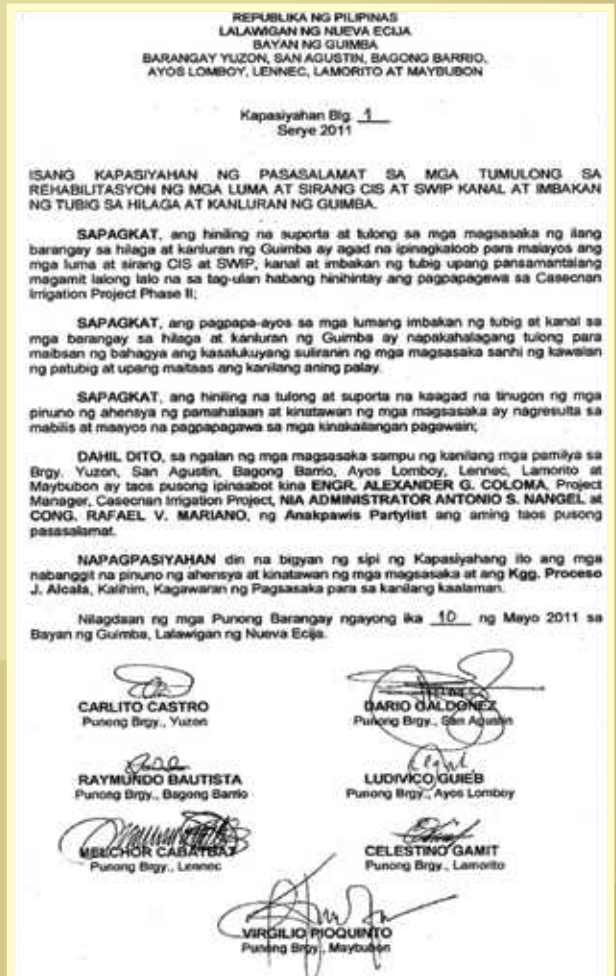 REPUBLIKA NG PILIPINAS
LALAWIGAN NG NUEVA ECIJA
BAYAN NG GUIMBA
BARANGAY YUZON, SAN AGUSTIN, BAGONG BARRIO,
AYOS LOMBOY, LENNEC, LAMORITO AT MAYBUBON
Kapasiyahan Blg. 1
Serye 2011
ISANG KAPASIYAHAN NG PASASALAMAT SA MGA TUMULONG SA
REHABILITASYON NG MGA LUMA AT SIRANG CIS AT SWIP KANAL AT IMBAKAN
NG TUBIG SA HILAGA AT KANLURAN NG GUIMBA.
SAPAGKAT, ang hiniling na suporta at tulong sa mga magsasaka ng ilang
barangay sa hilaga at kanluran ng Guimba ay agad na ipinagkaloob para maiayos ang
mga luma at sirang CIS at SWIP, kanal at imbakan ng tubig upang pansamantalang
magamit lalong lalo na sa tag-ulan habang hinihintay ang pagpapagawa sa Casecnan
Irrigation Project Phase II;
SAPAGKAT, ang pagpapa-ayos sa mga lumang imbakan ng tubig at kanal sa
mga barangay sa hilaga at kanluran ng Guimba ay napakahalagang tulong para
maibsan ng bahagya ang kasalukuyang suliranin ng mga magsasaka sanhi ng kawalan
ng patubig at upang maitaas ang kanilang aning palay.
SAPAGKAT, ang hiniling na tulong at suporta na kaagad na tinugon ng mga
pinuno ng ahensya ng pamahalaan at kinatawan ng mga magsasaka ay nagresulta sa
mabilis at maayos na pagpapagawa sa mga kinakailangan pagawain;
DAHIL DITO, sa ngalan ng mga magsasaka sampu ng kanilang mga pamilya sa
Brgy. Yuzon, San Agustin, Bagong Barrio, Ayos Lomboy, Lennec, Lamorito at
Maybubon ay taos pusong ipinaabot kina ENGR. ALEXANDER G. COLOMA, Project
Manager, Casecnan Irrigation Project, NIA ADMINISTRATOR ANTONIO S. NANGEL at
CONG. RAFAEL V. MARIANO, ng Anakpawis Partylist ang aming taos pusong
pasasalamat.
NAPAGPASIYAHAN din na bigyan ng sipi ng Kapasiyahang ito ang mga
nabanggit na pinuno ng ahensya at kinatawan ng mga magsasaka at ang Kgg. Proceso
J. Alcala, Kalihim, Kagawaran ng Pagsasaka para sa kanilang kaalaman.
Nilagdaan ng mga Punong Barangay ngayong ika 10 ng Mayo 2011 sa
Bayan ng Guimba, Lalawigan ng Nueva Ecija.
CARLITO CASTRO
Punong Brgy., Yuzon
DARIO GALDONEZ
Punong Brgy., San Agustin
RAYMUNDO BAUTISTA
Punong Brgy., Bagong Barrio
LUDIVICO GUIEB
Punong Brgy., Ayos Lomboy
MELCHOR CABATBAT
Punong Brgy., Lennec
CELESTINO GAMIT
Punong Brgy., Lamorito
VIRGILIO PIOQUINTO
Punong Brgy., Maybubon